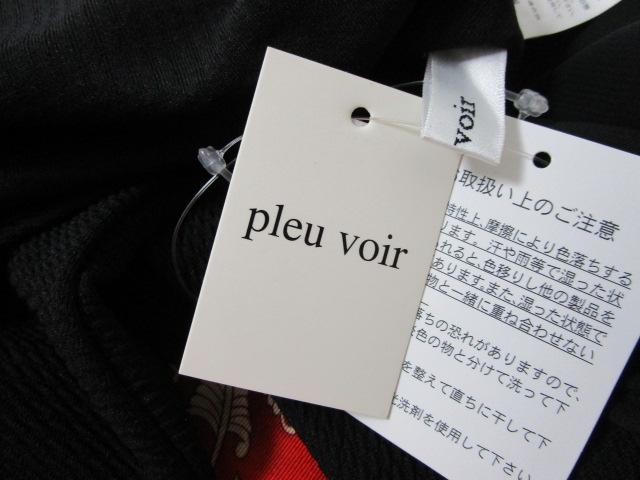 pleu voir
voir
お取扱い上のご注意
特性上、摩擦により色落ちする
ります。汗や雨等で湿った状
れると、色移りし他の製品を
あります。また、湿った状態で
物と一緒に重ね合わせない
落ちの恐れがありますので、
色の物と分けて洗って下
を整えて直ちに干して下
洗剤を使用して下さい